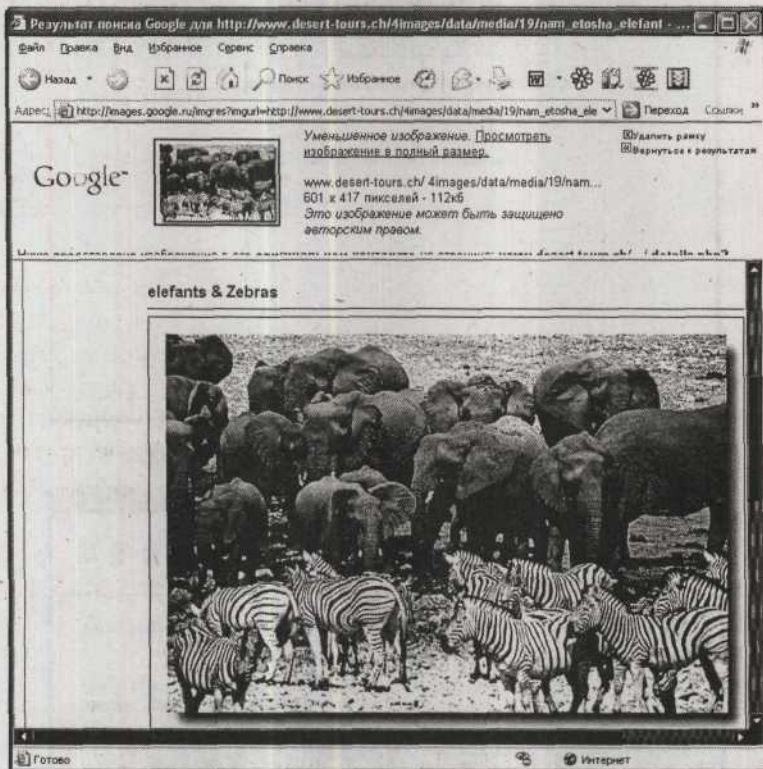 Результат поиска Google для http://www.desert-tours.ch/4images/data/media/19/nam_etosha_elefant - ...
Файл Правка Вид Избранное Сервис Справка
Назад Поиск Избранное
Адрес: http://images.google.ru/imgres?imgurl=http://www.desert-tours.ch/4images/data/media/19/nam_etosha_ele Переход Ссылки »
Google™
Уменьшенное изображение. Просмотреть
изображение в полный размер.
www.desert-tours.ch/ 4images/data/media/19/nam...
601 x 417 пикселей - 112кб
Это изображение может быть защищено
авторским правом.
Удалить рамку
Вернуться к результатам
elefants & Zebras
Готово Интернет